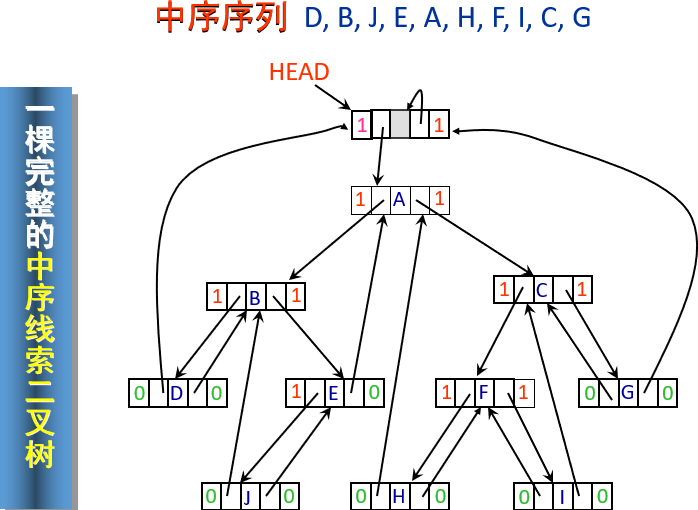 中序序列 D, B, J, E, A, H, F, I, C, G
一棵完整的中序线索二叉树
HEAD
1 1
1 A 1
1 B 1
1 C 1
0 D 0
1 E 0
1 F 1
0 G 0
0 J 0
0 H 0
0 I 0